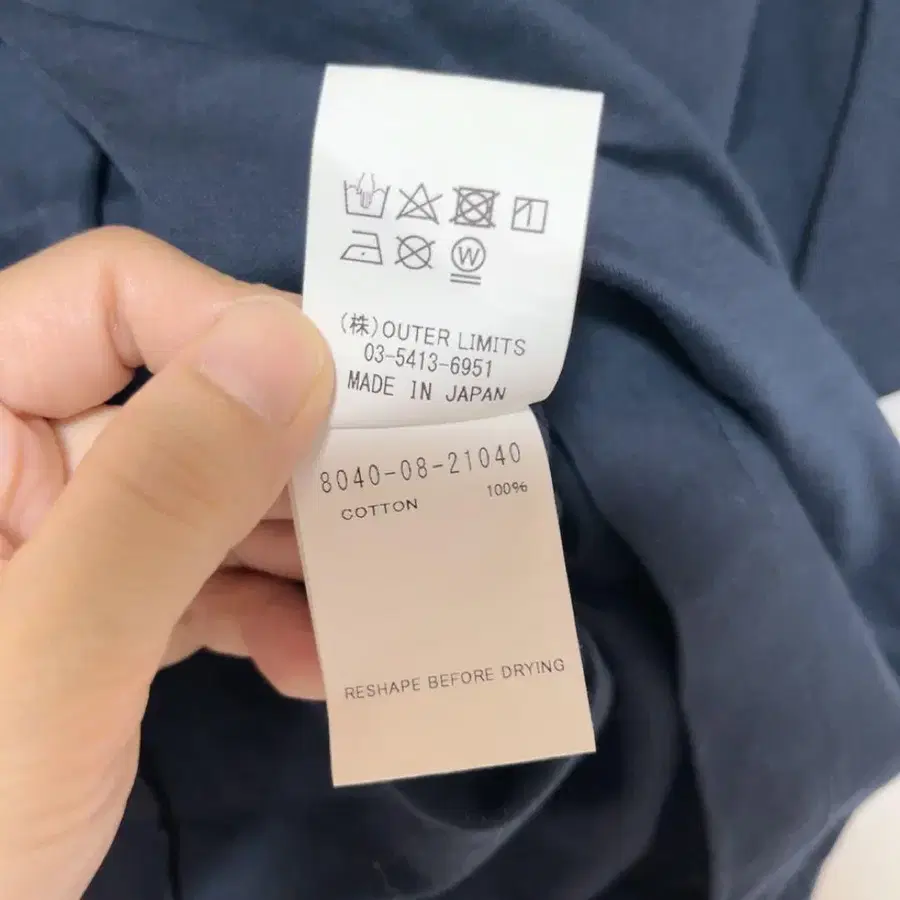 W
(株)OUTER LIMITS
03-5413-6951
MADE IN JAPAN
8040-08-21040
COTTON 100%
RESHAPE BEFORE DRYING